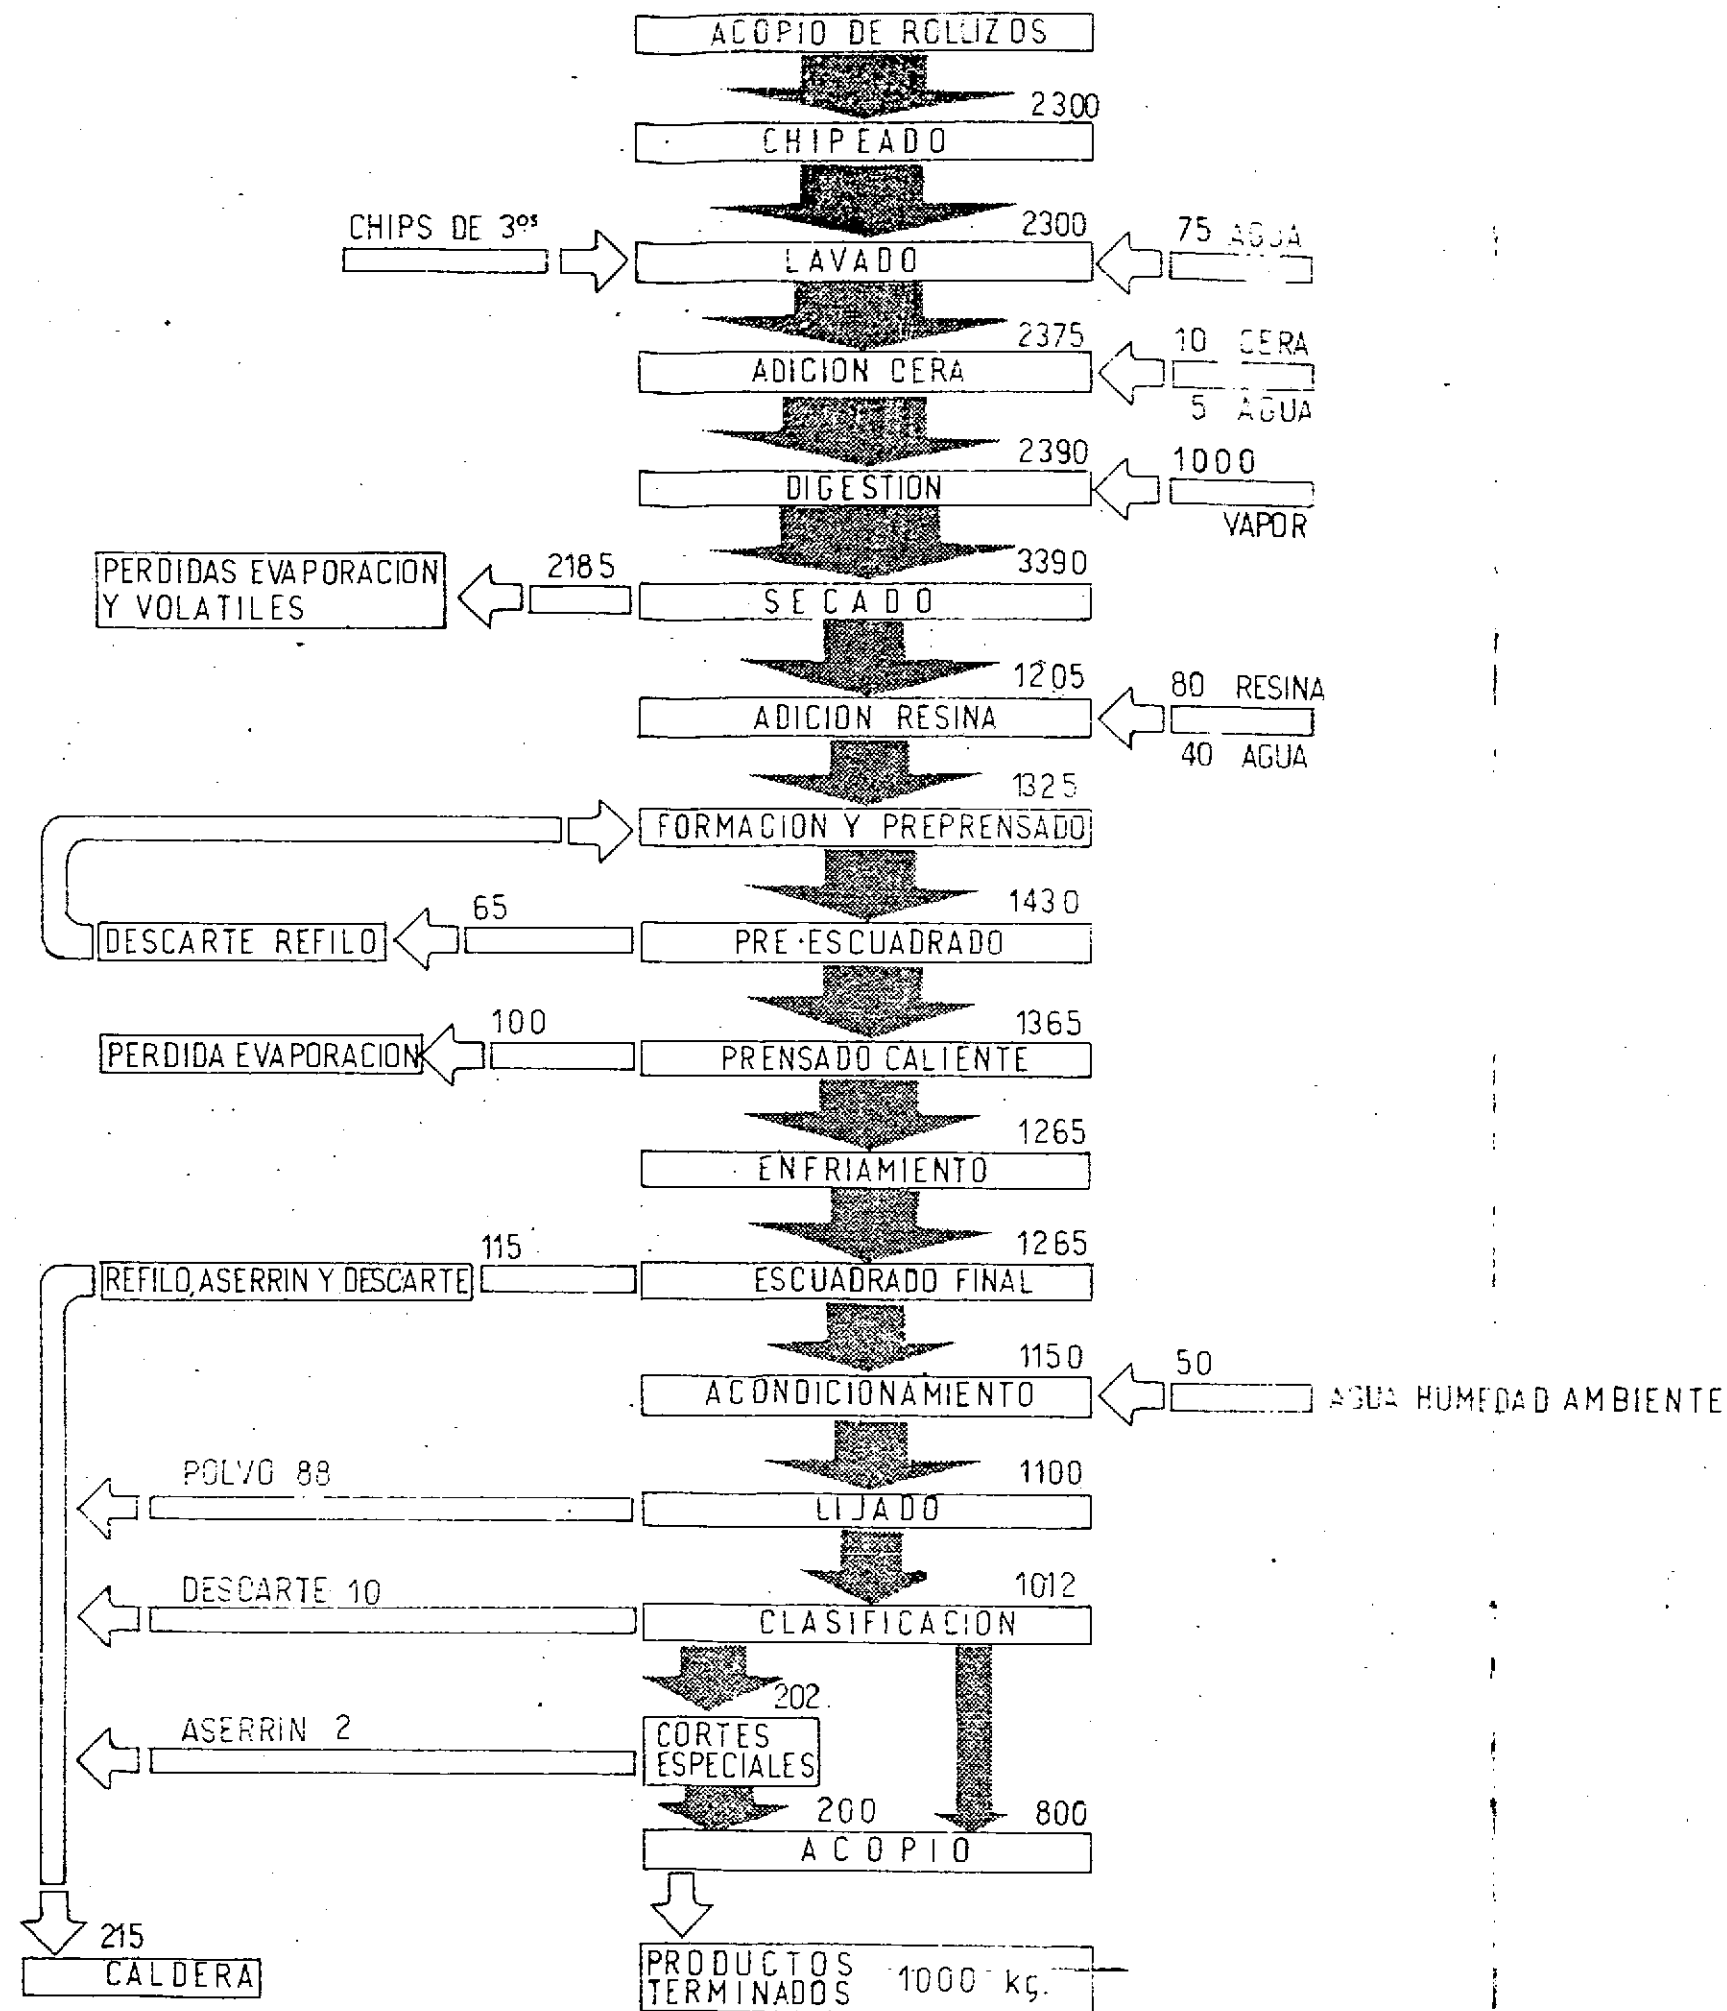 ACOPIO DE ROLLIZOS
2300
CHIPEADO
CHIPS DE 3os
2300
75 AGUA
LAVADO
2375
10 CERA
ADICION CERA
5 AGUA
2390
1000
DIGESTION
VAPOR
PERDIDAS EVAPORACION
Y VOLATILES
2185
3390
SECADO
1205
80 RESINA
ADICION RESINA
40 AGUA
1325
FORMACION Y PREPRENSADO
65
1430
DESCARTE REFILO
PRE·ESCUADRADO
100
1365
PERDIDA EVAPORACION
PRENSADO CALIENTE
1265
ENFRIAMIENTO
115
1265
REFILO, ASERRIN Y DESCARTE
ESCUADRADO FINAL
1150
50
ACONDICIONAMIENTO
AGUA HUMEDAD AMBIENTE
POLVO 88
1100
LIJADO
DESCARTE 10
1012
CLASIFICACION
202
ASERRIN 2
CORTES
ESPECIALES
200
800
ACOPIO
215
CALDERA
PRODUCTOS
TERMINADOS
1000 kg.